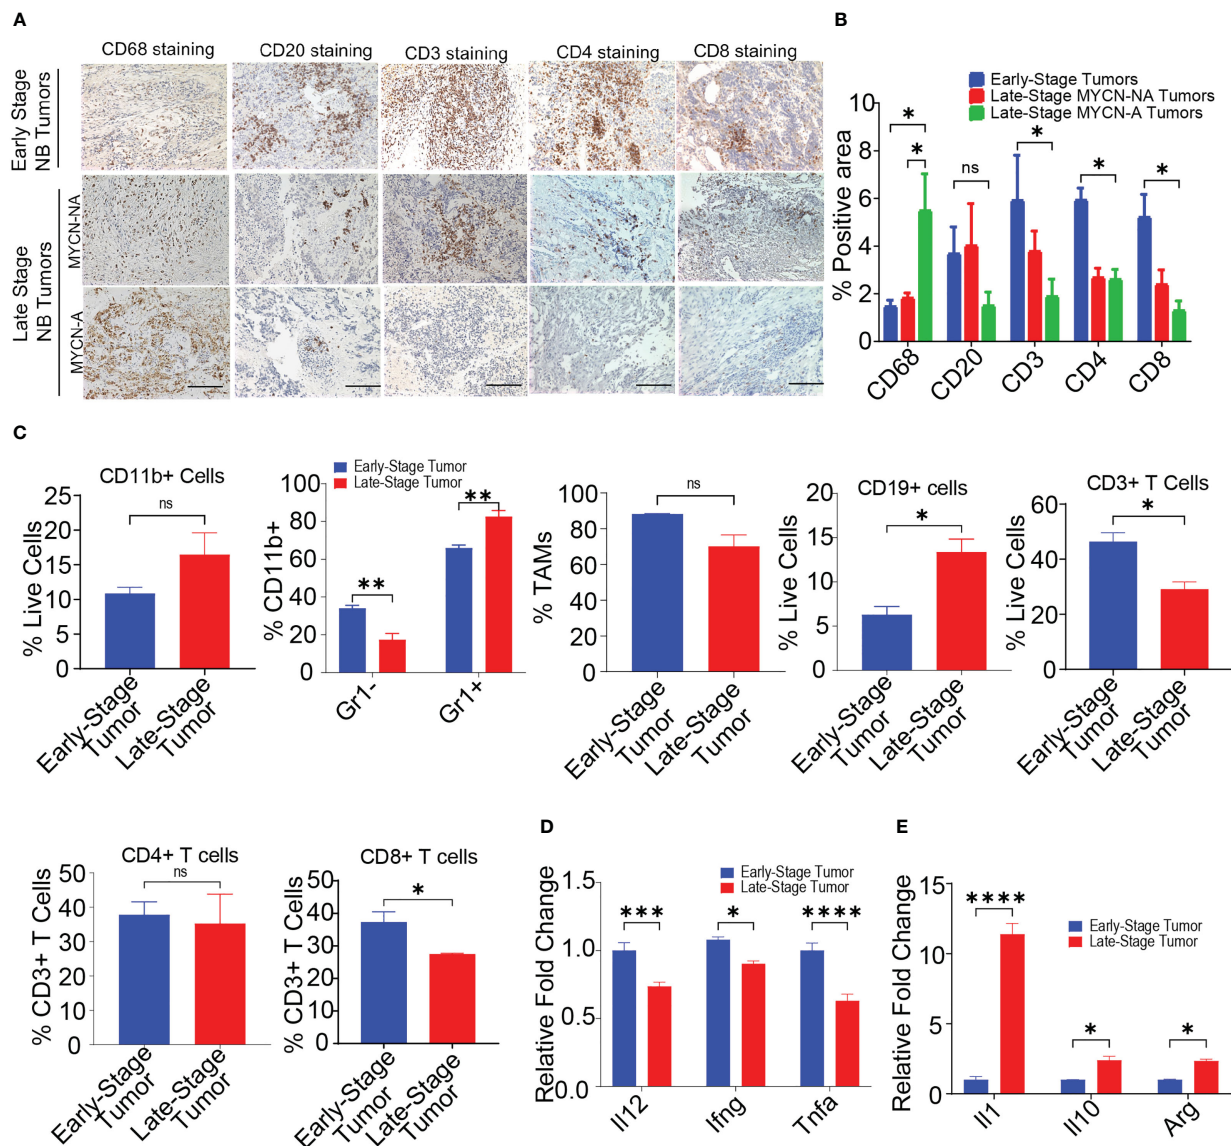 A
CD68 staining
CD20 staining
CD3 staining
CD4 staining
CD8 staining
Early Stage
NB Tumors
Late Stage
NB Tumors
MYCN-NA
MYCN-A
B
Early-Stage Tumors
Late-Stage MYCN-NA Tumors
Late-Stage MYCN-A Tumors
% Positive area
10
8
6
4
2
0
* * ns * * *
CD68 CD20 CD3 CD4 CD8
C
CD11b+ Cells
% Live Cells
25
20
15
10
5
0
ns
Early-Stage Tumor
Late-Stage Tumor
Early-Stage Tumor
Late-Stage Tumor
% CD11b+
100
80
60
40
20
0
** **
Gr1- Gr1+
% TAMs
100
80
60
40
20
0
ns
Early-Stage Tumor
Late-Stage Tumor
CD19+ cells
% Live Cells
20
15
10
5
0
*
Early-Stage Tumor
Late-Stage Tumor
CD3+ T Cells
% Live Cells
60
40
20
0
*
Early-Stage Tumor
Late-Stage Tumor
CD4+ T cells
% CD3+ T Cells
50
40
30
20
10
0
ns
Early-Stage Tumor
Late-Stage Tumor
CD8+ T cells
% CD3+ T Cells
50
40
30
20
10
0
*
Early-Stage Tumor
Late-Stage Tumor
D
Early-Stage Tumor
Late-Stage Tumor
Relative Fold Change
1.5
1.0
0.5
0.0
*** * ****
Il12 Ifng Tnfa
E
Early-Stage Tumor
Late-Stage Tumor
Relative Fold Change
15
10
5
0
**** * *
Il1 Il10 Arg